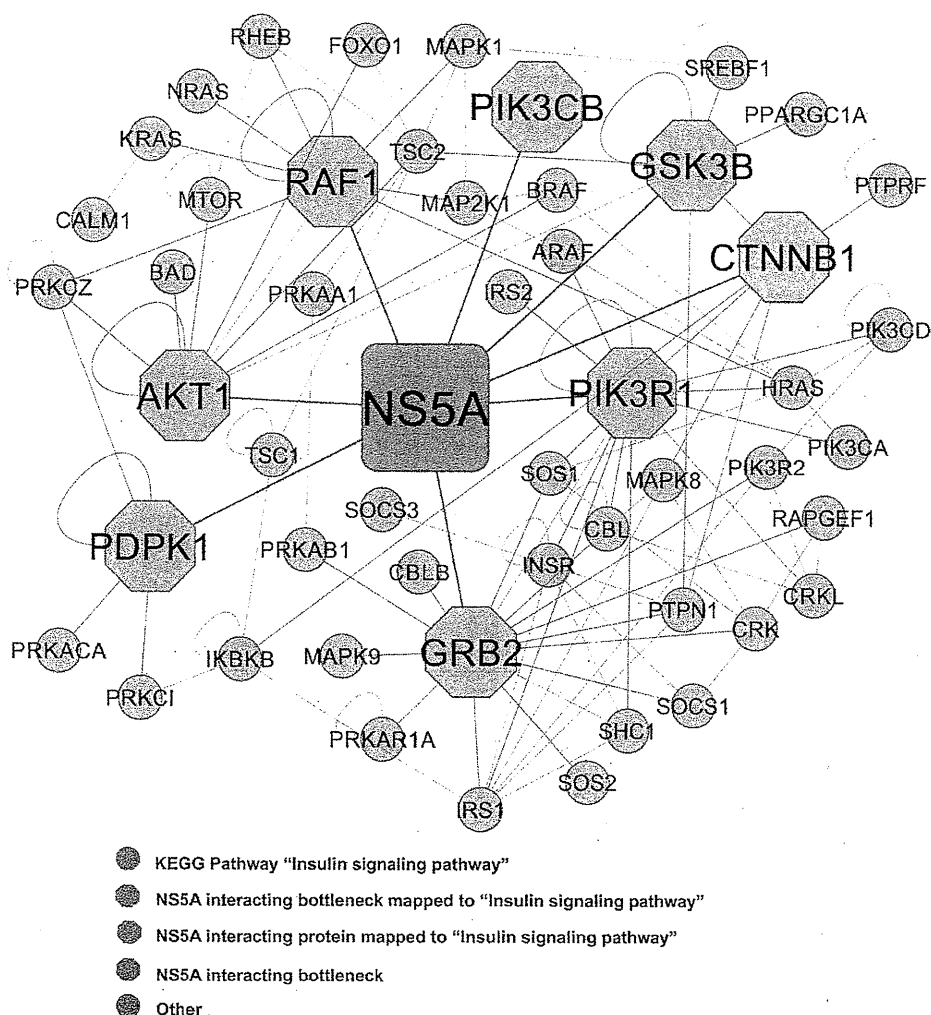 RHEB
FOXO1
MAPK1
SREBF1
NRAS
PIK3CB
PPARGC1A
KRAS
TSC2
GSK3B
RAF1
BRAF
PTPRF
MTOR
MAP2K1
CALM1
CTNNB1
ARAF
BAD
PRKCZ
PRKAA1
IRS2
PIK3CD
AKT1
NS5A
PIK3R1
HRAS
PIK3CA
TSC1
SOS1
MAPK8
PIK3R2
SOCS3
RAPGEF1
CBL
PDPK1
PRKAB1
CBLB
INSR
CRKL
PTPN1
CRK
PRKACA
IKBKB
MAPK9
GRB2
PRKCI
SOCS1
SHC1
PRKAR1A
SOS2
IRS1
KEGG Pathway “Insulin signaling pathway”
NS5A interacting bottleneck mapped to “Insulin signaling pathway”
NS5A interacting protein mapped to “Insulin signaling pathway”
NS5A interacting bottleneck
Other